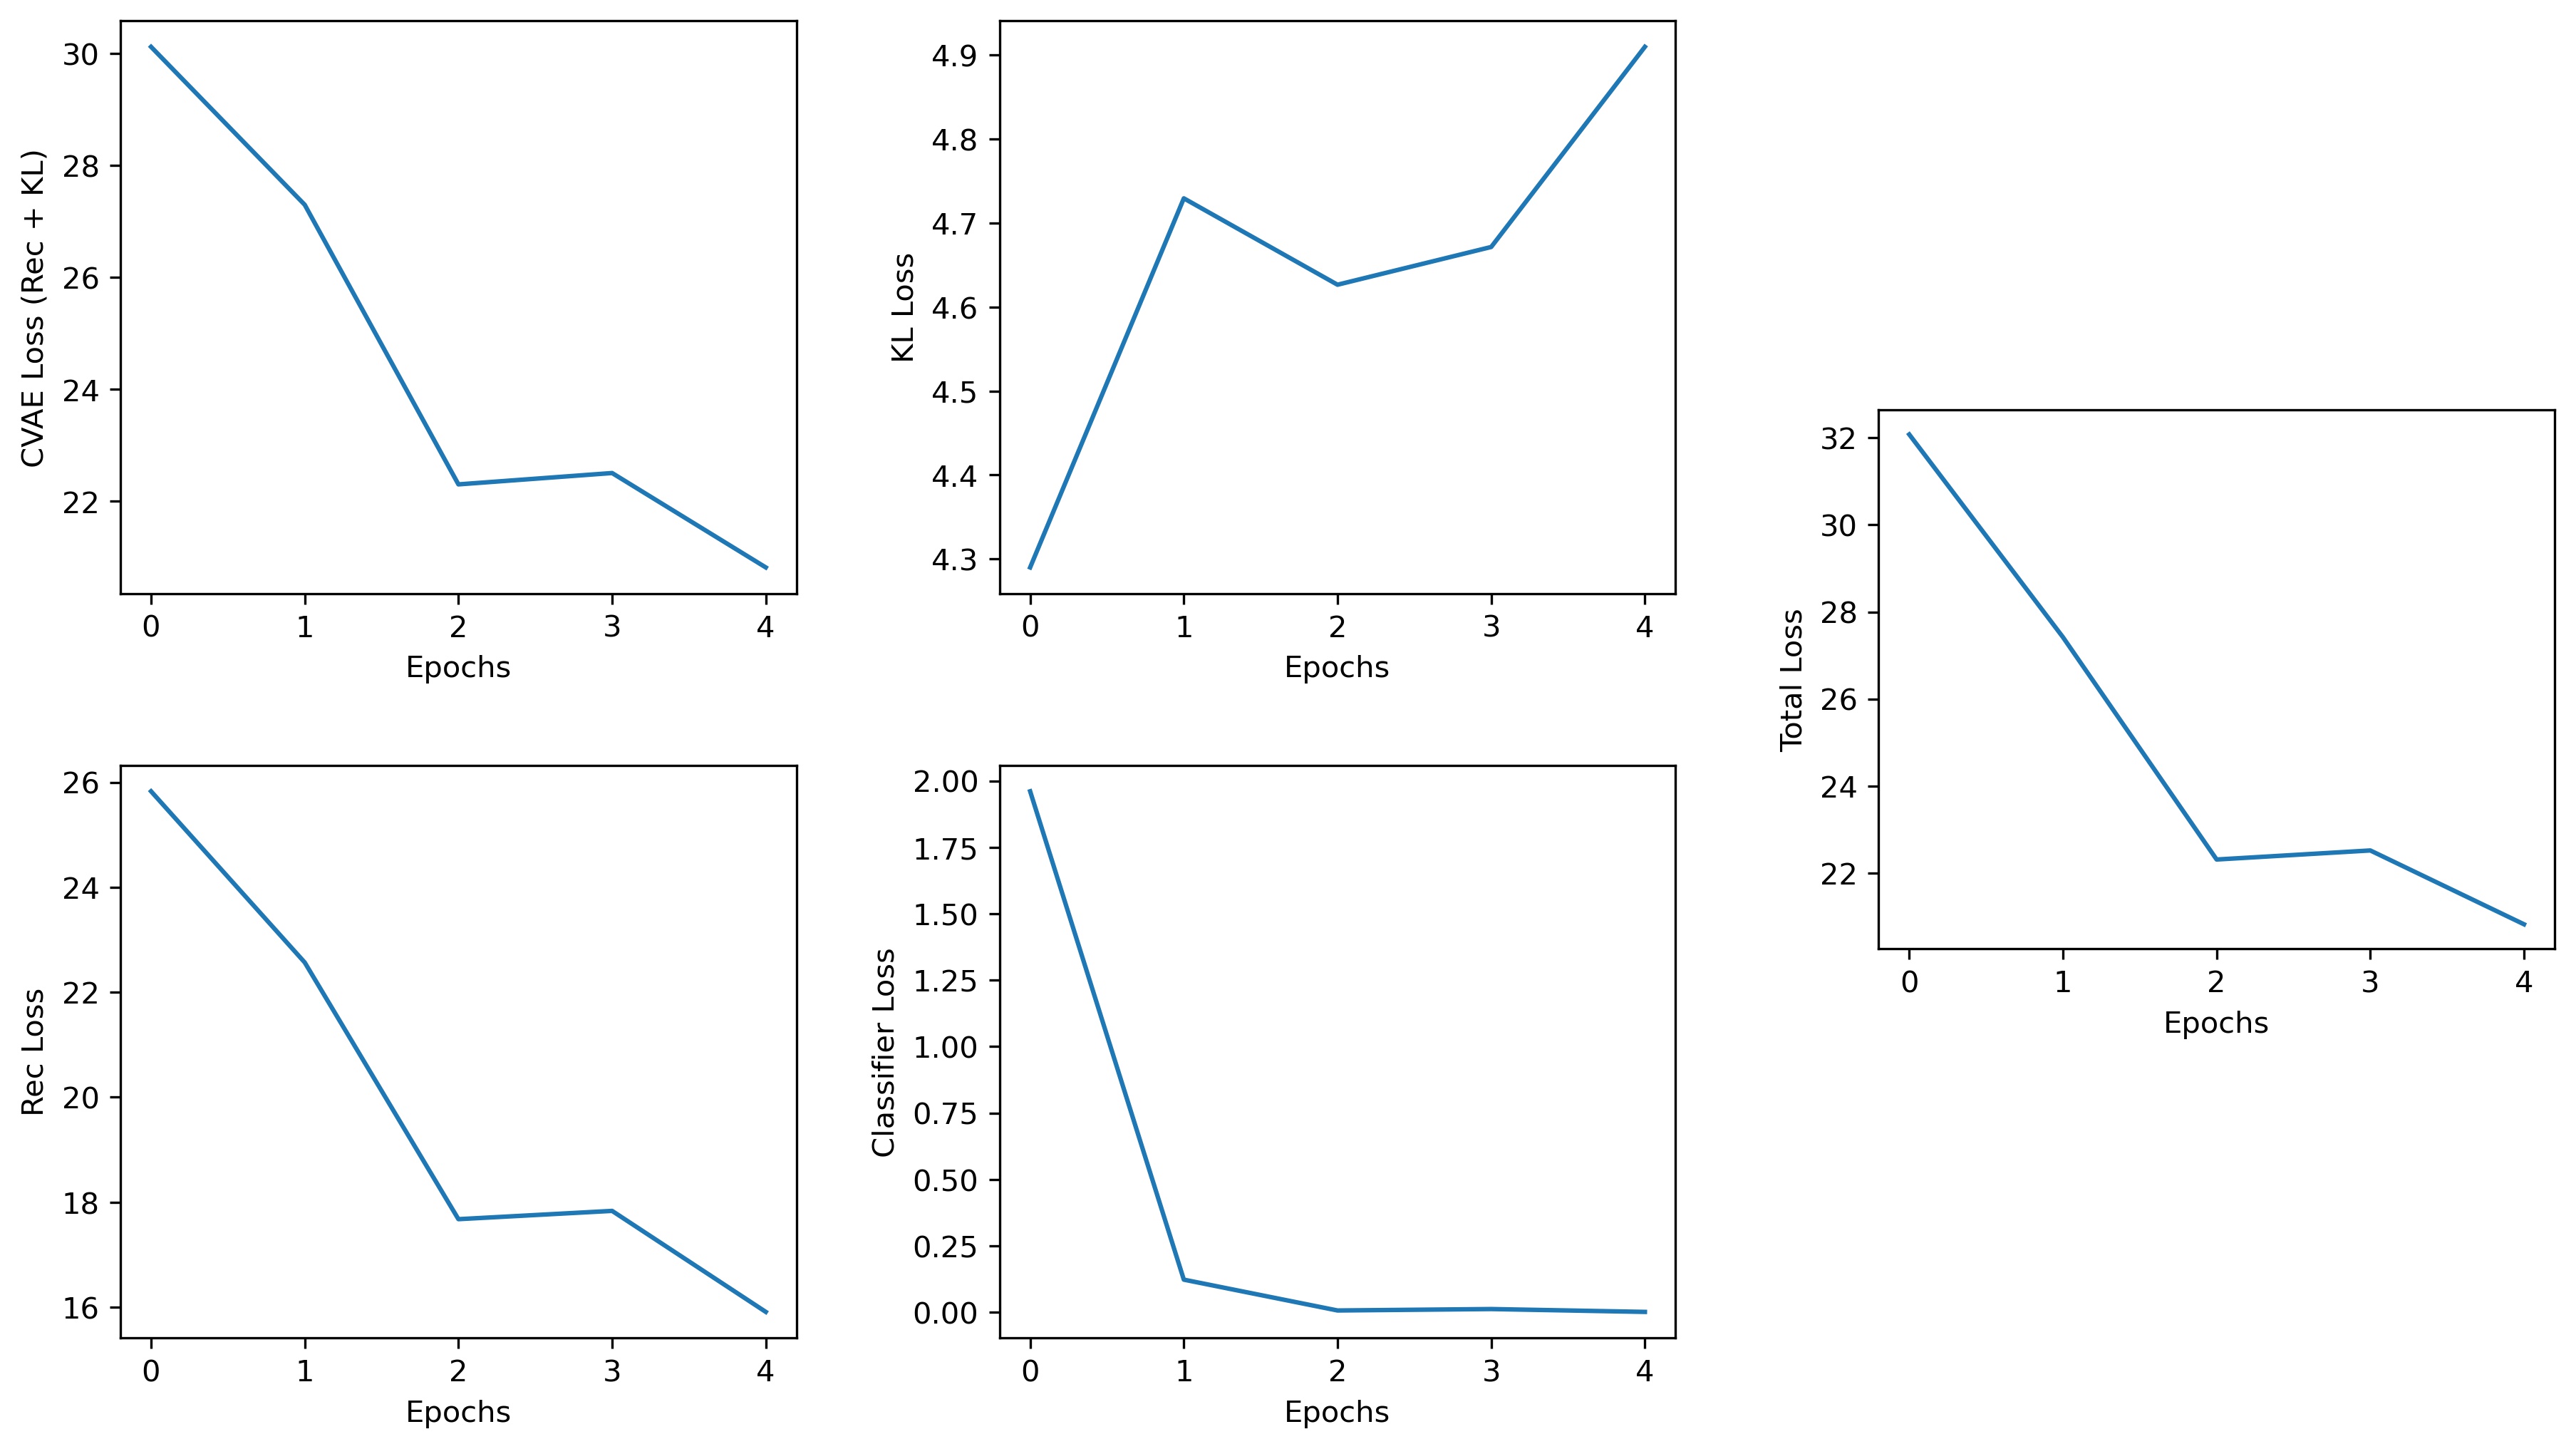 CVAE Loss (Rec + KL)
30
28
26
24
22
0 1 2 3 4
Epochs
KL Loss
4.9
4.8
4.7
4.6
4.5
4.4
4.3
0 1 2 3 4
Epochs
Total Loss
32
30
28
26
24
22
0 1 2 3 4
Epochs
Rec Loss
26
24
22
20
18
16
0 1 2 3 4
Epochs
Classifier Loss
2.00
1.75
1.50
1.25
1.00
0.75
0.50
0.25
0.00
0 1 2 3 4
Epochs